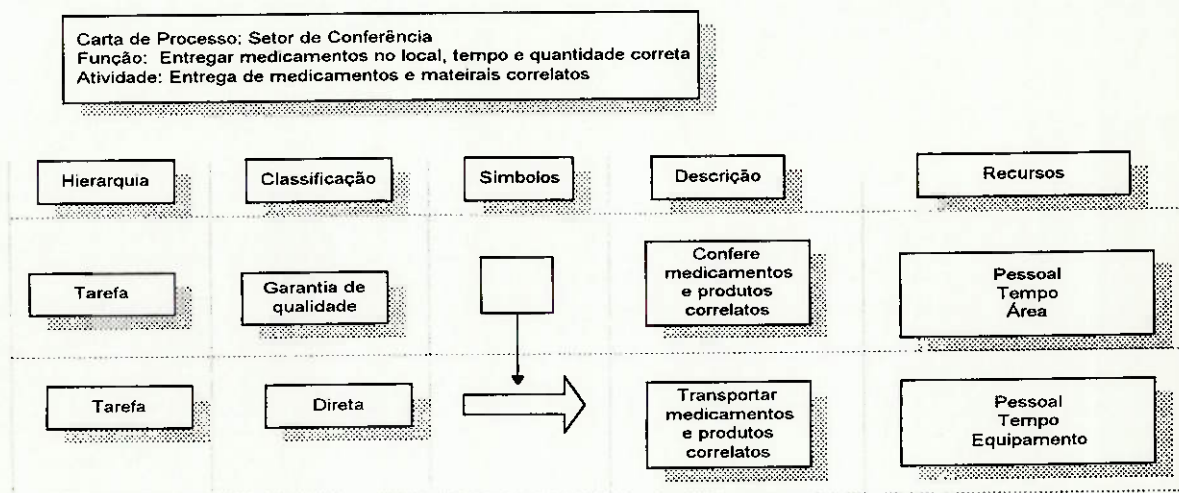 Carta de Processo: Setor de Conferência
Função: Entregar medicamentos no local, tempo e quantidade correta
Atividade: Entrega de medicamentos e mateirais correlatos
Hierarquia
Classificação
Símbolos
Descrição
Recursos
Tarefa
Garantia de
qualidade
Confere
medicamentos
e produtos
correlatos
Pessoal
Tempo
Área
Tarefa
Direta
Transportar
medicamentos
e produtos
correlatos
Pessoal
Tempo
Equipamento